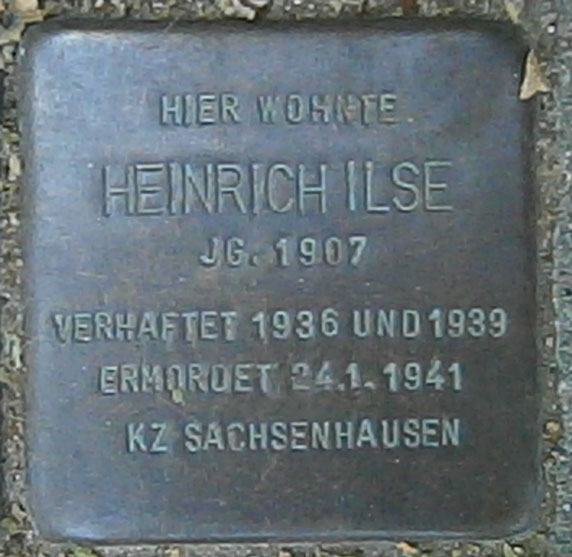 HIER WOHNTE
HEINRICH ILSE
JG. 1907
VERHAFTET 1936 UND 1939
ERMORDET 24.1.1941
KZ SACHSENHAUSEN